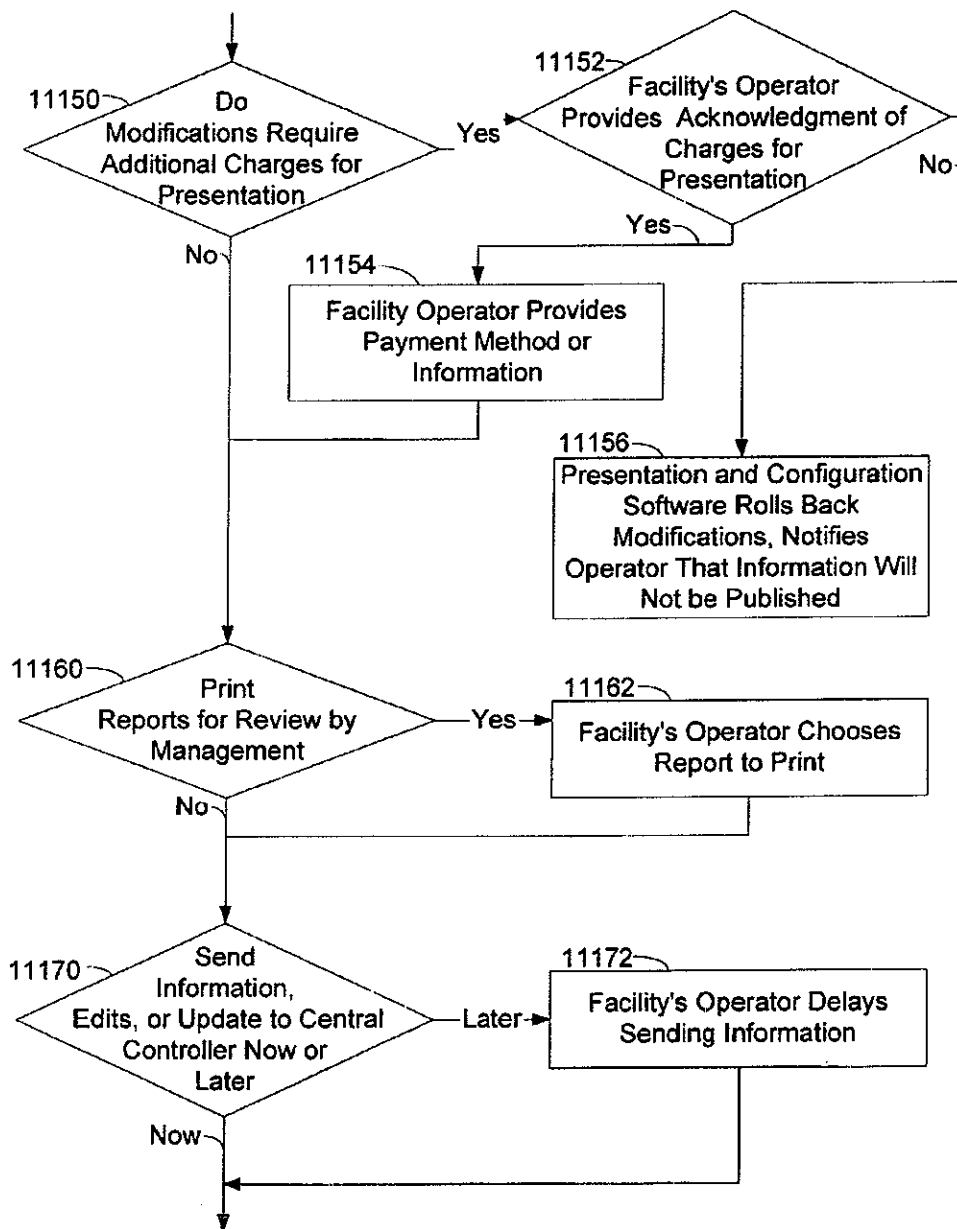 11150
Do
Modifications Require
Additional Charges for
Presentation
Yes
No
11152
Facility's Operator
Provides Acknowledgment of
Charges for
Presentation
No
Yes
11154
Facility Operator Provides
Payment Method or
Information
11156
Presentation and Configuration
Software Rolls Back
Modifications, Notifies
Operator That Information Will
Not be Published
11160
Print
Reports for Review by
Management
Yes
No
11162
Facility's Operator Chooses
Report to Print
11170
Send
Information,
Edits, or Update to Central
Controller Now or
Later
Later
Now
11172
Facility's Operator Delays
Sending Information